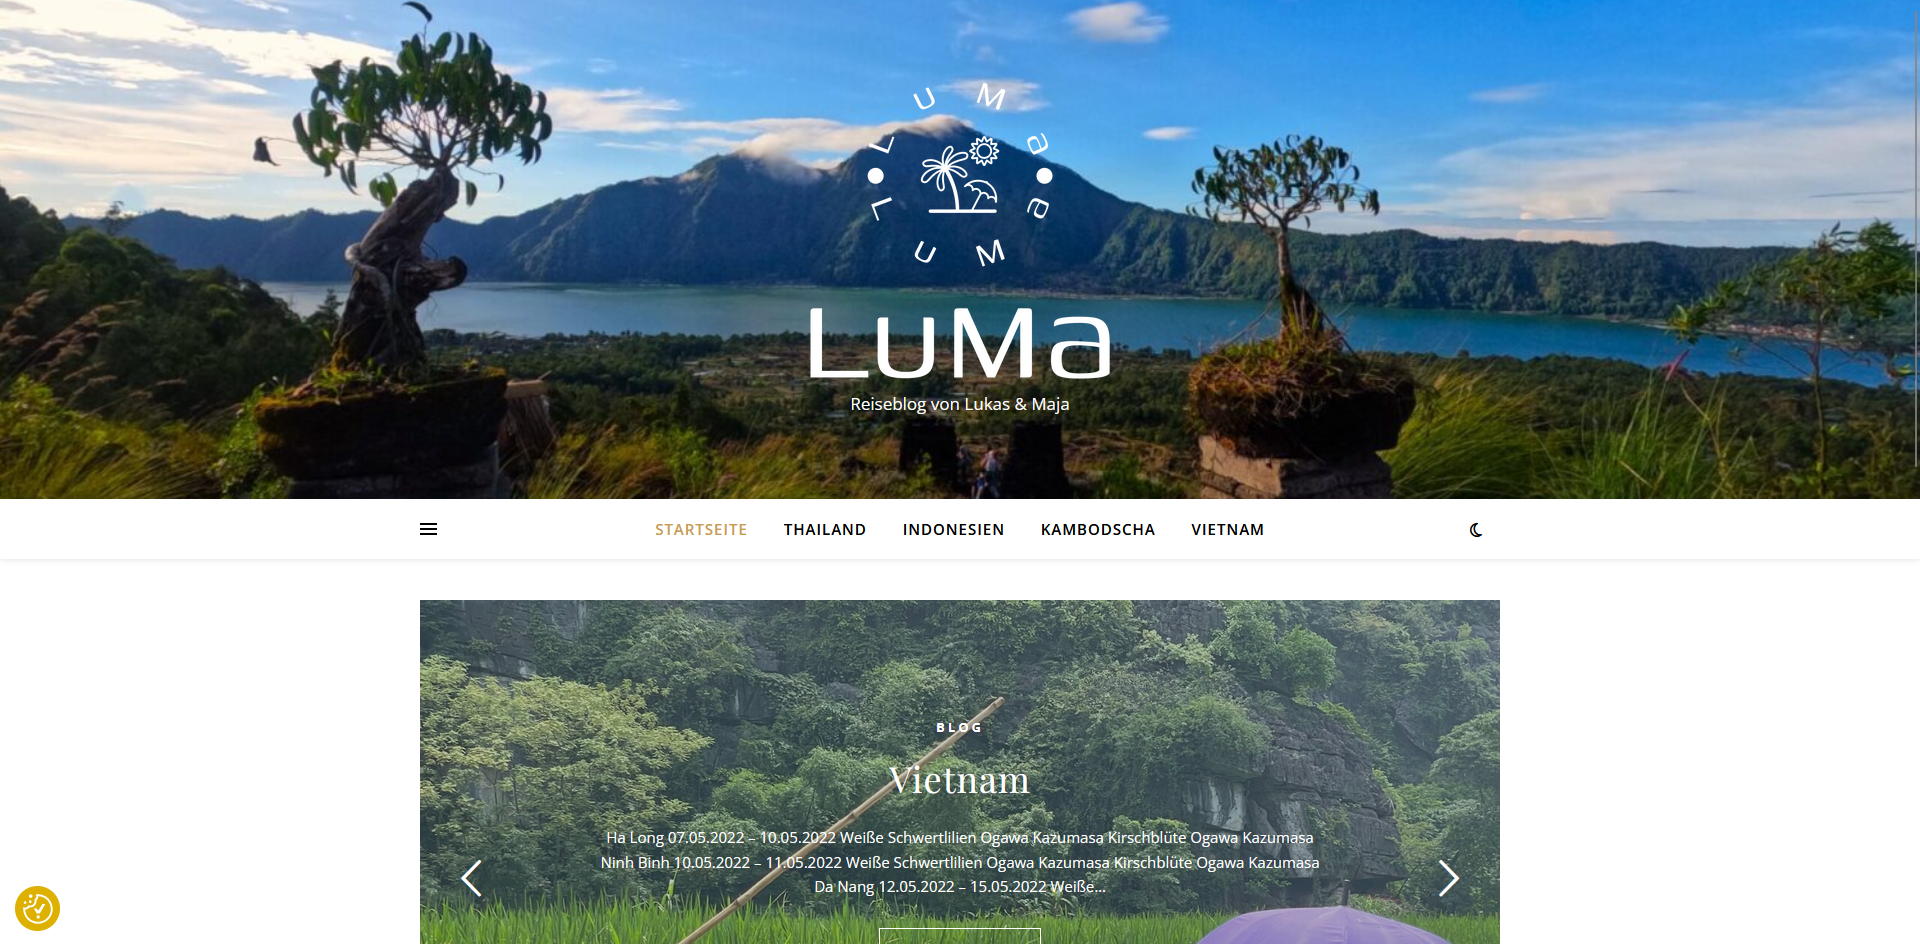 LuMa
LuMa
LuMa
Reiseblog von Lukas & Maja
STARTSEITE THAILAND INDONESIEN KAMBODSCHA VIETNAM
BLOG
Vietnam
Ha Long 07.05.2022 – 10.05.2022 Weiße Schwertlilien Ogawa Kazumasa Kirschblüte Ogawa Kazumasa
Ninh Binh 10.05.2022 – 11.05.2022 Weiße Schwertlilien Ogawa Kazumasa Kirschblüte Ogawa Kazumasa
Da Nang 12.05.2022 – 15.05.2022 Weiße...